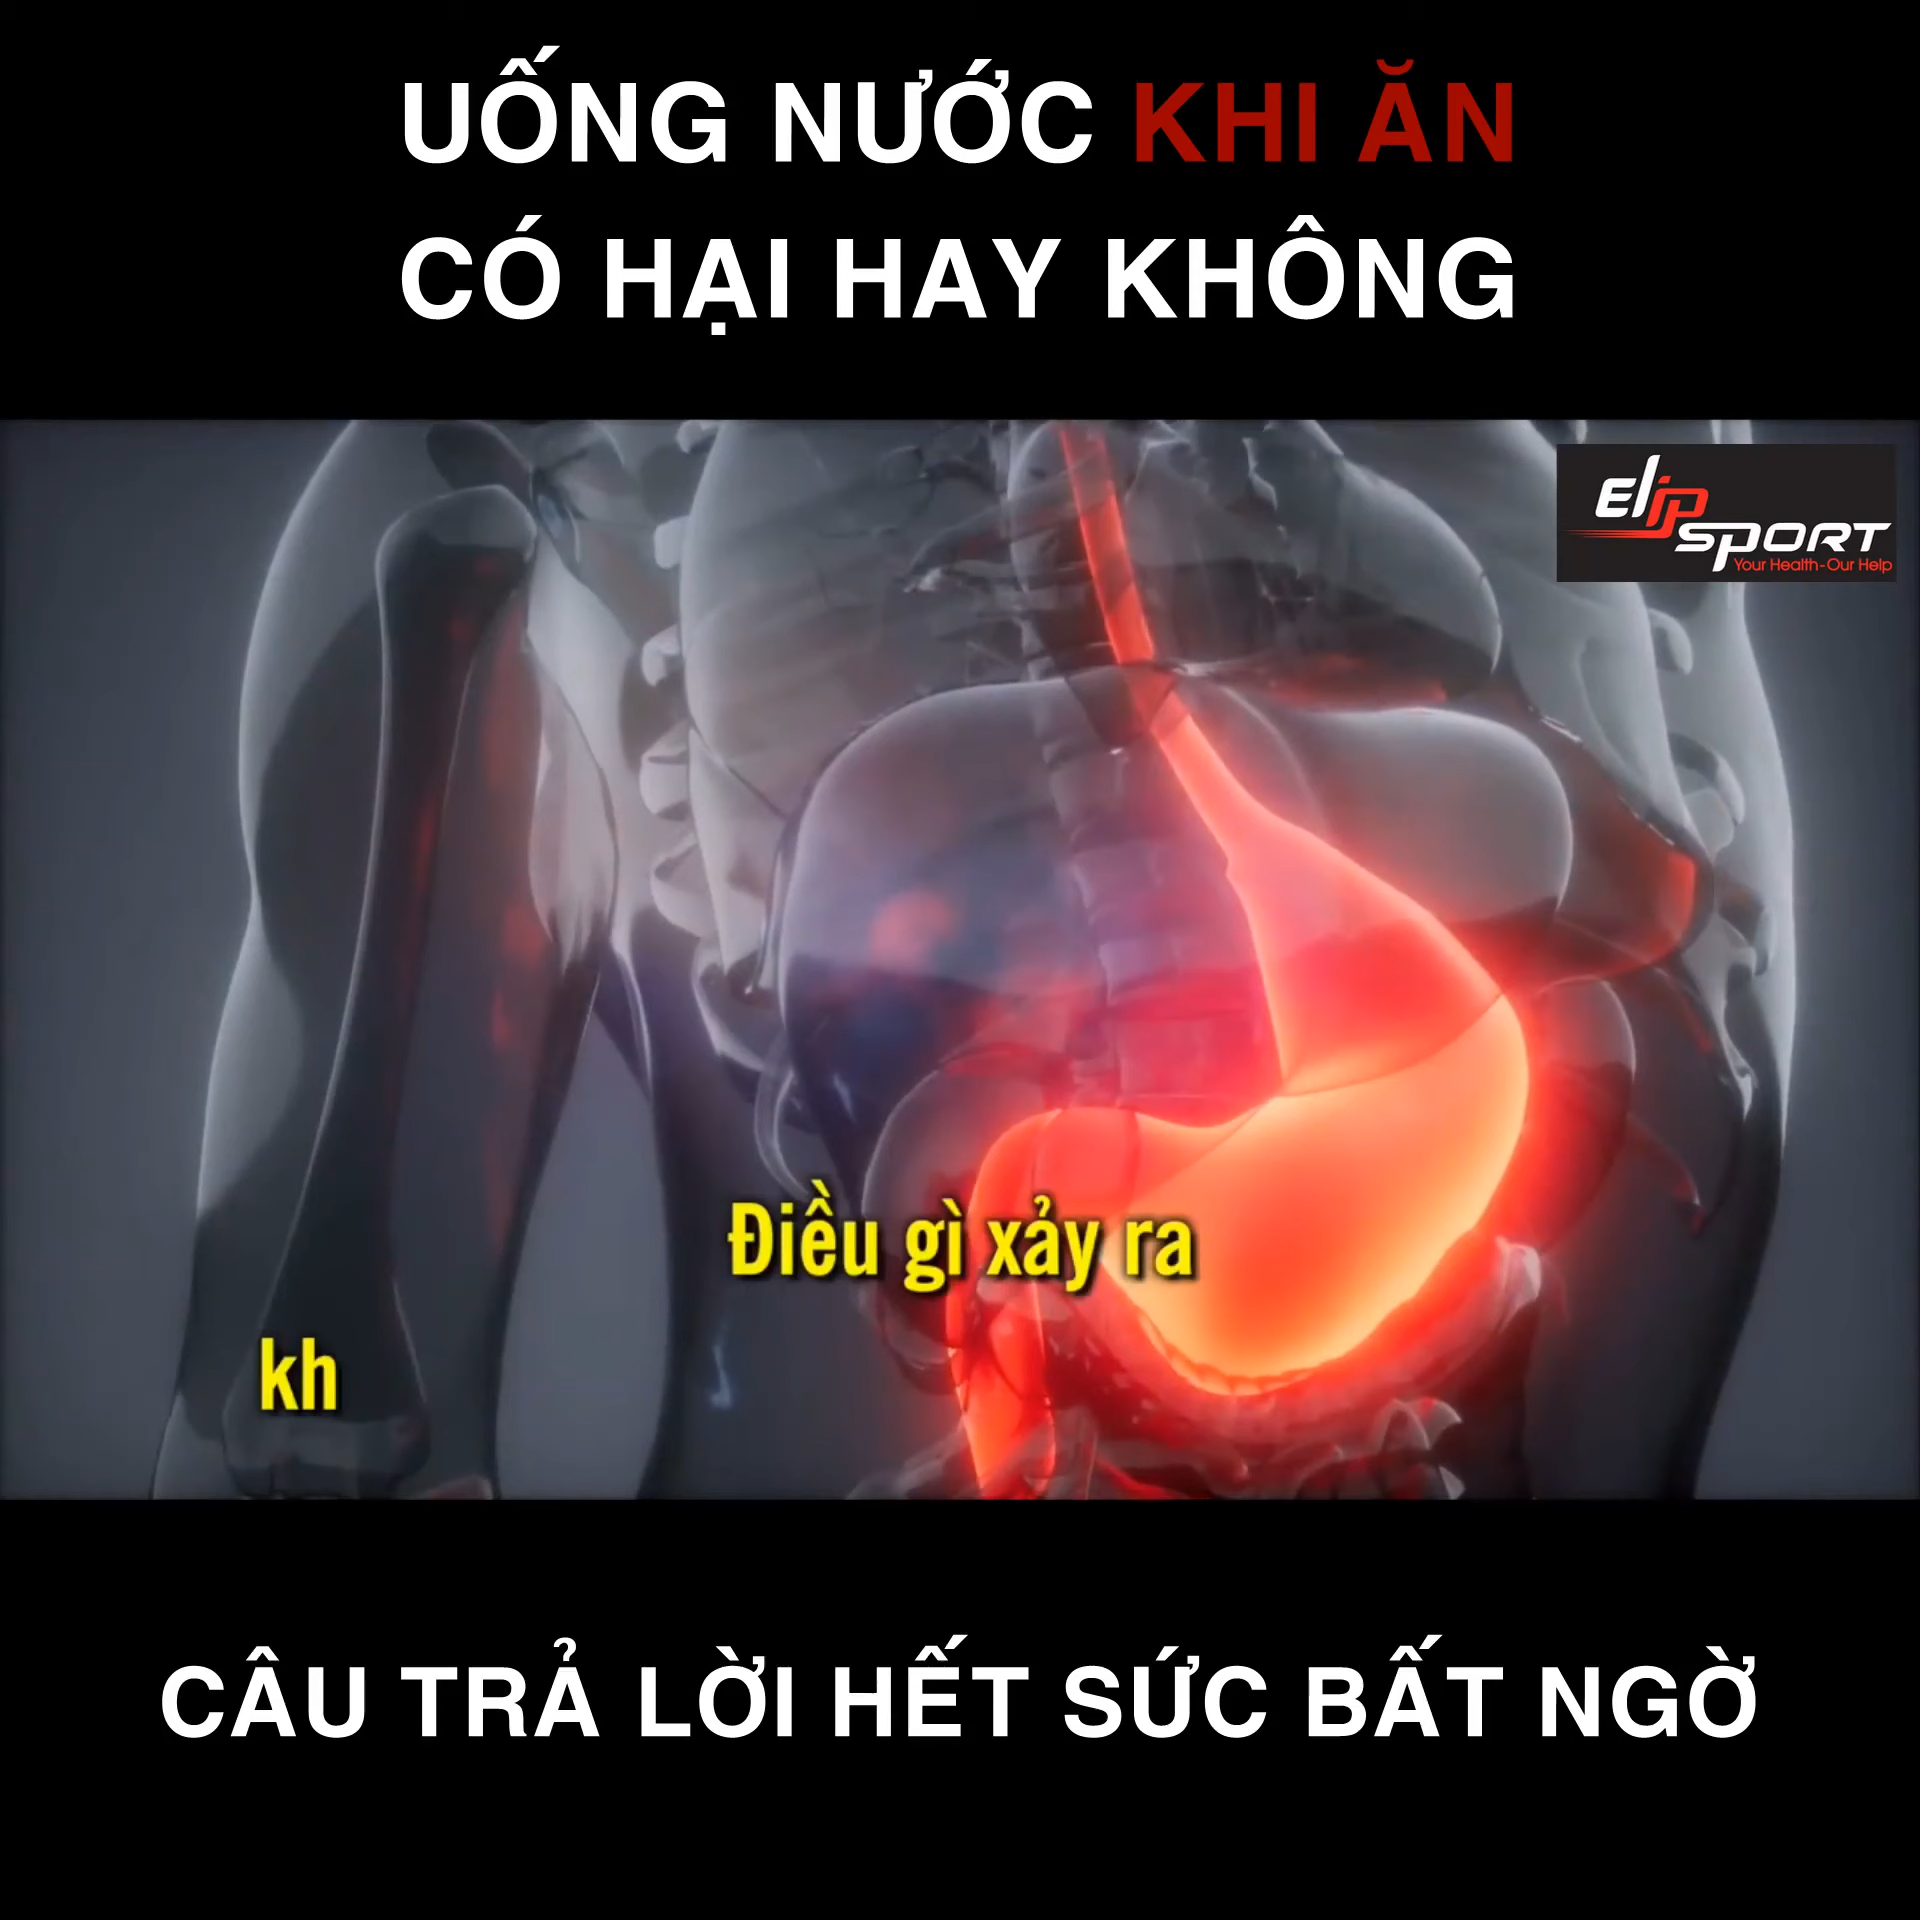 UỐNG NƯỚC KHI ĂN
CÓ HẠI HAY KHÔNG
Elip
SPORT
Your Health-Our Help
Điều gì xảy ra
kh
CÂU TRẢ LỜI HẾT SỨC BẤT NGỜ